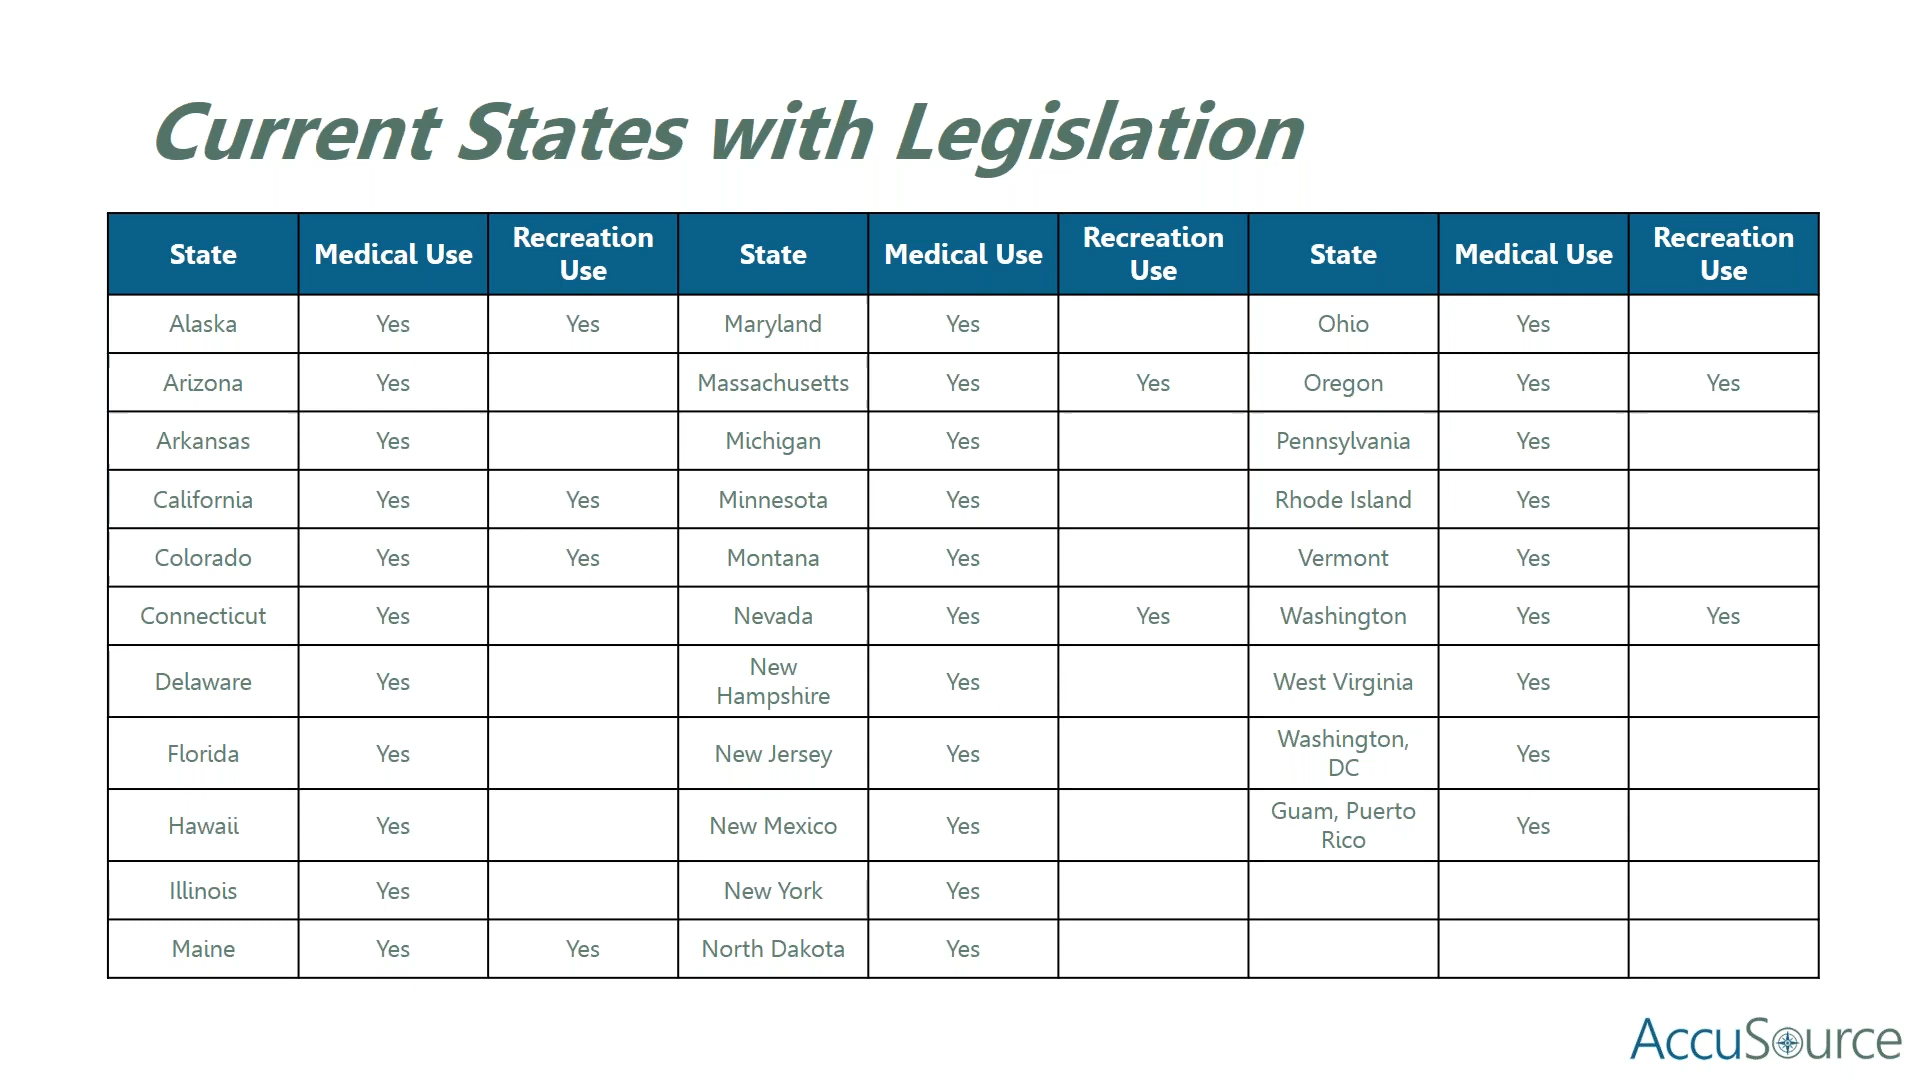 Current States with Legislation
State Medical Use Recreation Use State Medical Use Recreation Use State Medical Use Recreation Use
Alaska Yes Yes Maryland Yes Ohio Yes
Arizona Yes Massachusetts Yes Yes Oregon Yes Yes
Arkansas Yes Michigan Yes Pennsylvania Yes
California Yes Yes Minnesota Yes Rhode Island Yes
Colorado Yes Yes Montana Yes Vermont Yes
Connecticut Yes Nevada Yes Yes Washington Yes Yes
Delaware Yes New Hampshire Yes West Virginia Yes
Florida Yes New Jersey Yes Washington, DC Yes
Hawaii Yes New Mexico Yes Guam, Puerto Rico Yes
Illinois Yes New York Yes
Maine Yes Yes North Dakota Yes
AccuSource